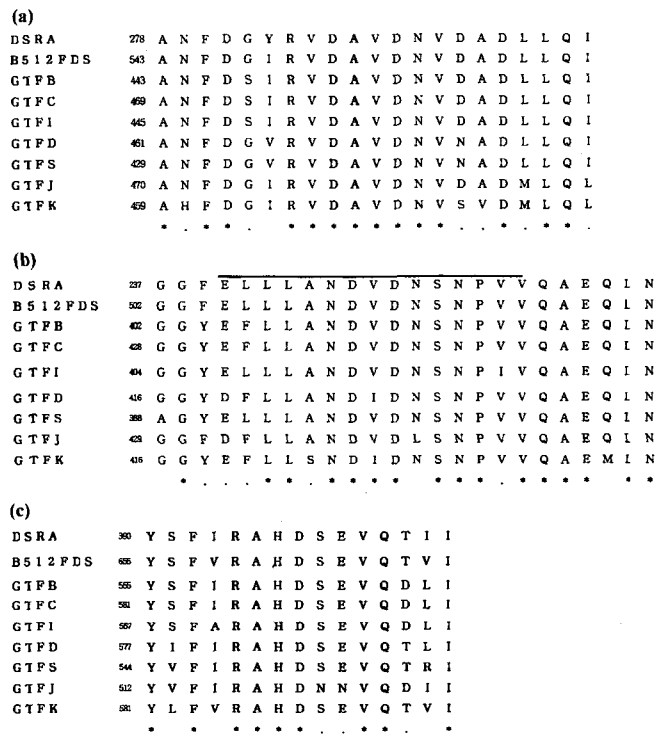 (a)
DSRA 278 A N F D G Y R V D A V D N V D A D L L Q I
B512FDS 543 A N F D G I R V D A V D N V D A D L L Q I
GTFB 443 A N F D S I R V D A V D N V D A D L L Q I
GTFC 469 A N F D S I R V D A V D N V D A D L L Q I
GTFI 445 A N F D S I R V D A V D N V D A D L L Q I
GTFD 461 A N F D G V R V D A V D N V N A D L L Q I
GTFS 429 A N F D G V R V D A V D N V N A D L L Q I
GTFJ 470 A N F D G I R V D A V D N V D A D M L Q L
GTFK 459 A H F D G I R V D A V D N V S V D M L Q L
* . * * . * * * * * * * * . . * . * * .
(b)
DSRA 237 G G F E L L L A N D V D N S N P V V Q A E Q L N
B512FDS 502 G G F E L L L A N D V D N S N P V V Q A E Q L N
GTFB 402 G G Y E F L L A N D V D N S N P V V Q A E Q L N
GTFC 428 G G Y E F L L A N D V D N S N P V V Q A E Q L N
GTFI 404 G G Y E L L L A N D V D N S N P I V Q A E Q L N
GTFD 416 G G Y D F L L A N D I D N S N P V V Q A E Q L N
GTFS 388 A G Y E L L L A N D V D N S N P V V Q A E Q L N
GTFJ 429 G G F D F L L A N D V D L S N P V V Q A E Q I N
GTFK 416 G G Y E F L L S N D I D N S N P V V Q A E M L N
* . . . * * . * * . * * * * . * * * * * *
(c)
DSRA 390 Y S F I R A H D S E V Q T I I
B512FDS 655 Y S F V R A H D S E V Q T V I
GTFB 555 Y S F I R A H D S E V Q D L I
GTFC 581 Y S F I R A H D S E V Q D L I
GTFI 557 Y S F A R A H D S E V Q D L I
GTFD 577 Y I F I R A H D S E V Q T L I
GTFS 544 Y V F I R A H D S E V Q T R I
GTFJ 512 Y V F I R A H D N N V Q D I I
GTFK 581 Y L F V R A H D S E V Q T V I
* * * * * * . . * * . *